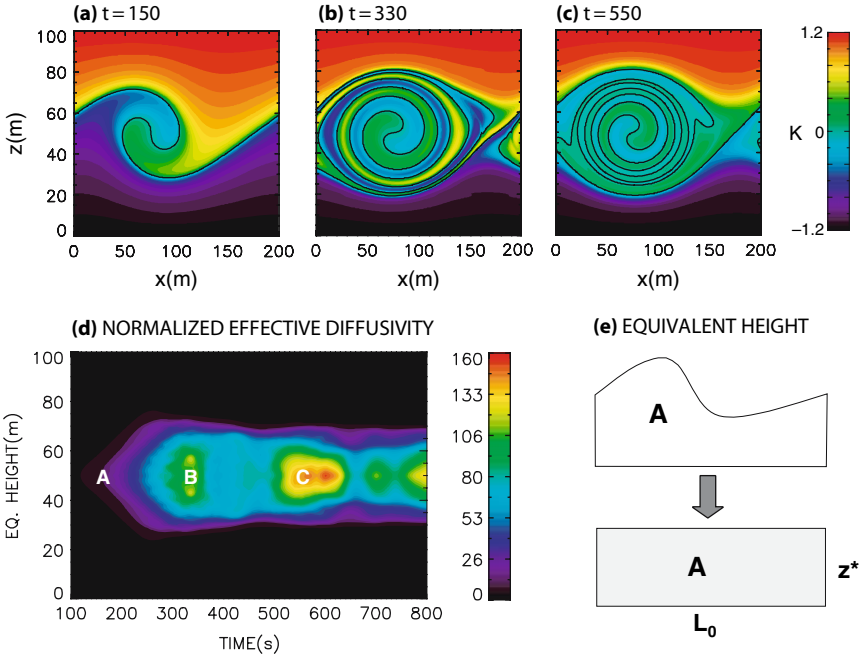 (a) t = 150
(b) t = 330
(c) t = 550
100
80
60
40
20
0
z(m)
0 50 100 150 200
x(m)
0 50 100 150 200
x(m)
0 50 100 150 200
x(m)
1.2
K 0
−1.2
(d) NORMALIZED EFFECTIVE DIFFUSIVITY
100
80
60
40
20
0
EQ. HEIGHT(m)
A
B
C
100 200 300 400 500 600 700 800
TIME(s)
160
133
106
80
53
26
0
(e) EQUIVALENT HEIGHT
A
A
z*
L₀